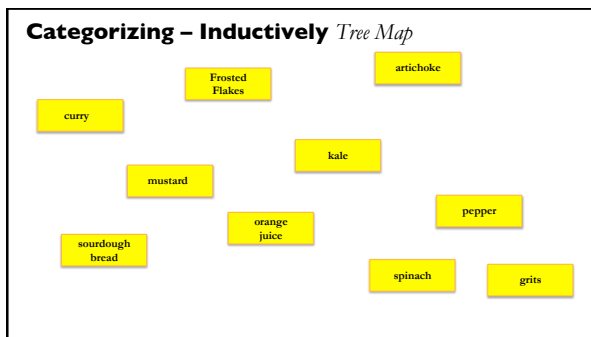 Categorizing – Inductively Tree Map
artichoke
Frosted
Flakes
curry
kale
mustard
pepper
orange
juice
sourdough
bread
spinach
grits